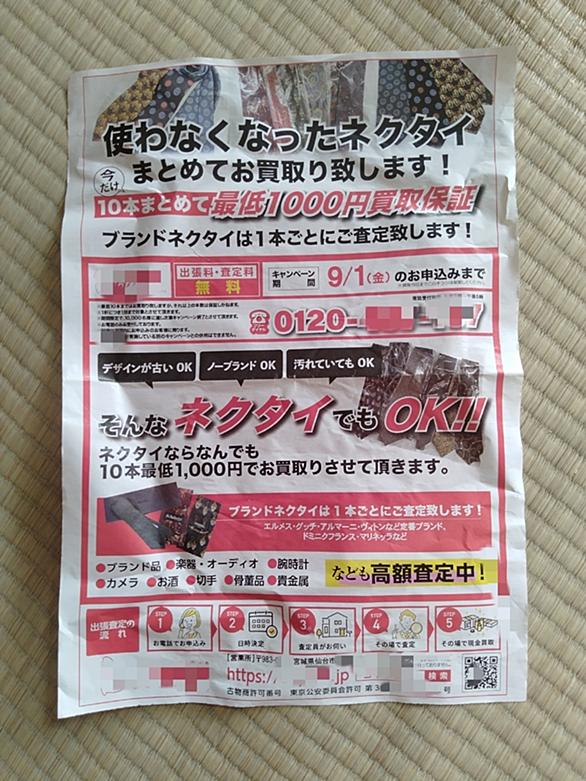 使わなくなったネクタイ
今だけ
まとめてお買取り致します！
10本まとめて最低1000円買取保証
ブランドネクタイは1本ごとにご査定致します！
出張料・査定料
無料
キャンペーン期間
9/1(金)のお申込みまで
0120-
デザインが古いOK
ノーブランドOK
汚れていてもOK
そんなネクタイでもOK!!
ネクタイならなんでも
10本最低1,000円でお買取りさせて頂きます。
ブランドネクタイは1本ごとにご査定致します！
エルメス・グッチ・アルマーニ・ヴィトンなど定番ブランド、
ドミニクフランス・マリネッラなど
●ブランド品 ●楽器・オーディオ ●腕時計
●カメラ ●お酒 ●切手 ●骨董品 ●貴金属
なども高額査定中！
出張査定の流れ
STEP 1
お電話でお申込み
STEP 2
日時決定
STEP 3
査定員がお伺い
STEP 4
その場で査定
STEP 5
その場で現金買取
[営業所]〒983-
宮城県仙台市
https://
.jp
検索
古物商許可番号 東京公安委員会許可 第3
号